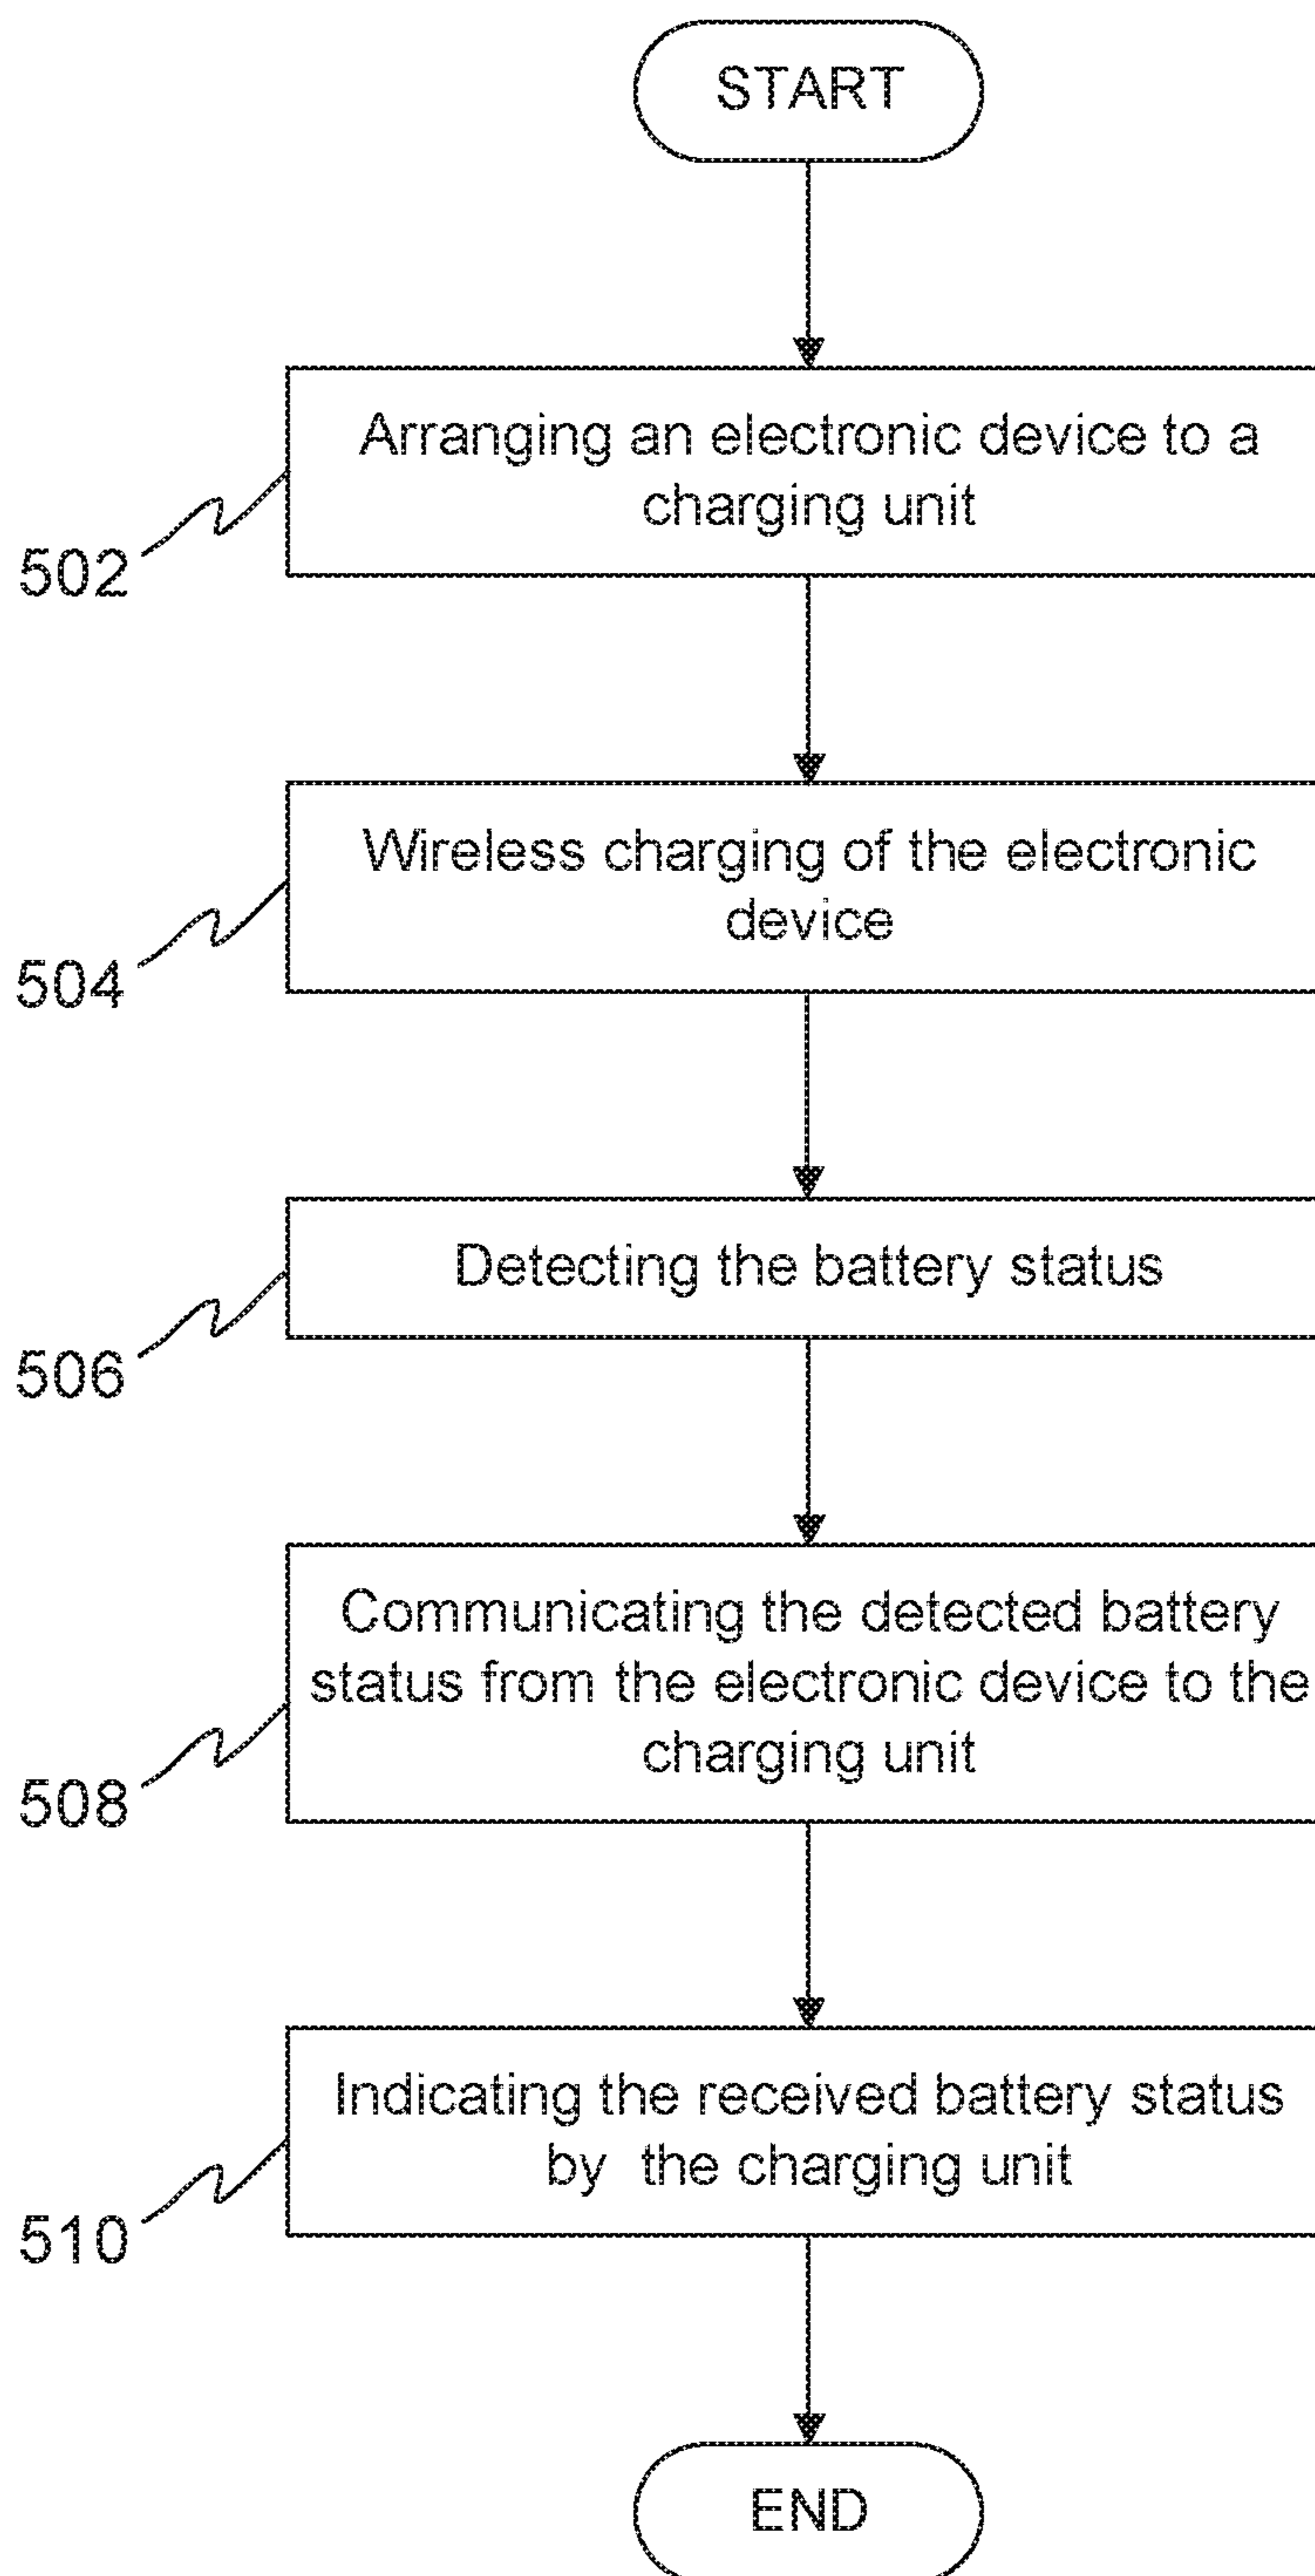 START
Arranging an electronic device to a
charging unit
502
Wireless charging of the electronic
device
504
Detecting the battery status
506
Communicating the detected battery
status from the electronic device to the
charging unit
508
Indicating the received battery status
by the charging unit
510
END